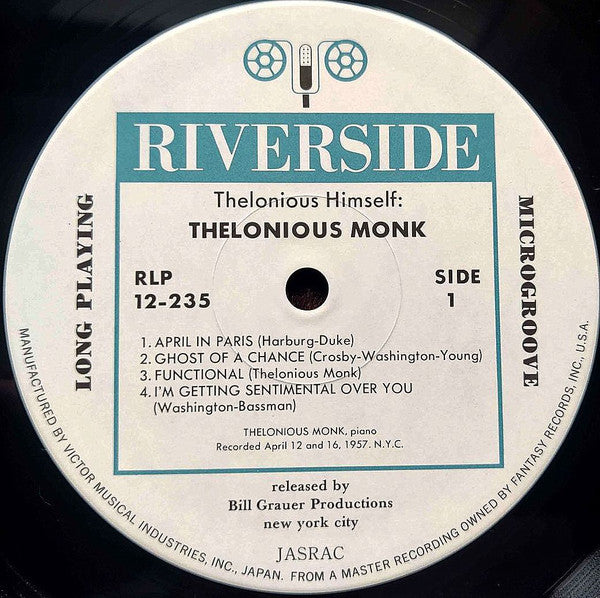 RIVERSIDE
Thelonious Himself:
THELONIOUS MONK
RLP
12-235
SIDE
1
LONG PLAYING
MICROGROOVE
1. APRIL IN PARIS (Harburg-Duke)
2. GHOST OF A CHANCE (Crosby-Washington-Young)
3. FUNCTIONAL (Thelonious Monk)
4. I'M GETTING SENTIMENTAL OVER YOU
(Washington-Bassman)
THELONIOUS MONK, piano
Recorded April 12 and 16, 1957. N.Y.C.
released by
Bill Grauer Productions
new york city
JASRAC
MANUFACTURED BY VICTOR MUSICAL INDUSTRIES, INC., JAPAN. FROM A MASTER RECORDING OWNED BY FANTASY RECORDS, INC., U.S.A.